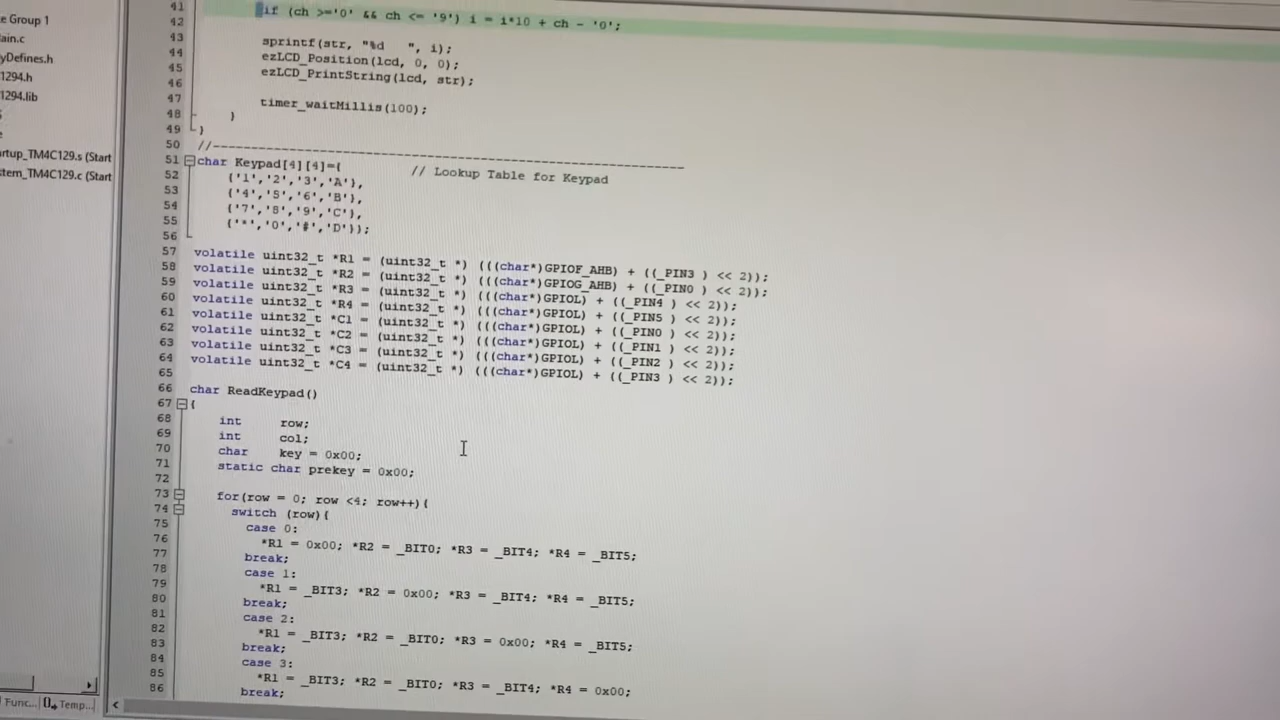 e Group 1
ain.c
yDefines.h
1294.h
1294.lib
artup_TM4C129.s (Start
stem_TM4C129.c (Start
Func...
Temp...
41
42 if (ch >='0' && ch <= '9') i = i*10 + ch - '0';
43
44 sprintf(str, "%d   ", i);
45 ezLCD_Position(lcd, 0, 0);
46 ezLCD_PrintString(lcd, str);
47
48 timer_waitMillis(100);
49 }
50 }
51 //----------------------------------------------------------------
52 char Keypad[4][4]={ // Lookup Table for Keypad
53 {'1','2','3','A'},
54 {'4','5','6','B'},
55 {'7','8','9','C'},
56 {'*','0','#','D'}};
57
58 volatile uint32_t *R1 = (uint32_t *) (((char*)GPIOF_AHB) + ((_PIN3 ) << 2));
59 volatile uint32_t *R2 = (uint32_t *) (((char*)GPIOG_AHB) + ((_PIN0 ) << 2));
60 volatile uint32_t *R3 = (uint32_t *) (((char*)GPIOL) + ((_PIN4 ) << 2));
61 volatile uint32_t *R4 = (uint32_t *) (((char*)GPIOL) + ((_PIN5 ) << 2));
62 volatile uint32_t *C1 = (uint32_t *) (((char*)GPIOL) + ((_PIN0 ) << 2));
63 volatile uint32_t *C2 = (uint32_t *) (((char*)GPIOL) + ((_PIN1 ) << 2));
64 volatile uint32_t *C3 = (uint32_t *) (((char*)GPIOL) + ((_PIN2 ) << 2));
65 volatile uint32_t *C4 = (uint32_t *) (((char*)GPIOL) + ((_PIN3 ) << 2));
66
67 char ReadKeypad()
68 {
69 int row;
70 int col;
71 char key = 0x00;
72 static char prekey = 0x00;
73
74 for(row = 0; row <4; row++){
75 switch (row){
76 case 0:
77 *R1 = 0x00; *R2 = _BIT0; *R3 = _BIT4; *R4 = _BIT5;
78 break;
79 case 1:
80 *R1 = _BIT3; *R2 = 0x00; *R3 = _BIT4; *R4 = _BIT5;
81 break;
82 case 2:
83 *R1 = _BIT3; *R2 = _BIT0; *R3 = 0x00; *R4 = _BIT5;
84 break;
85 case 3:
86 *R1 = _BIT3; *R2 = _BIT0; *R3 = _BIT4; *R4 = 0x00;
break;